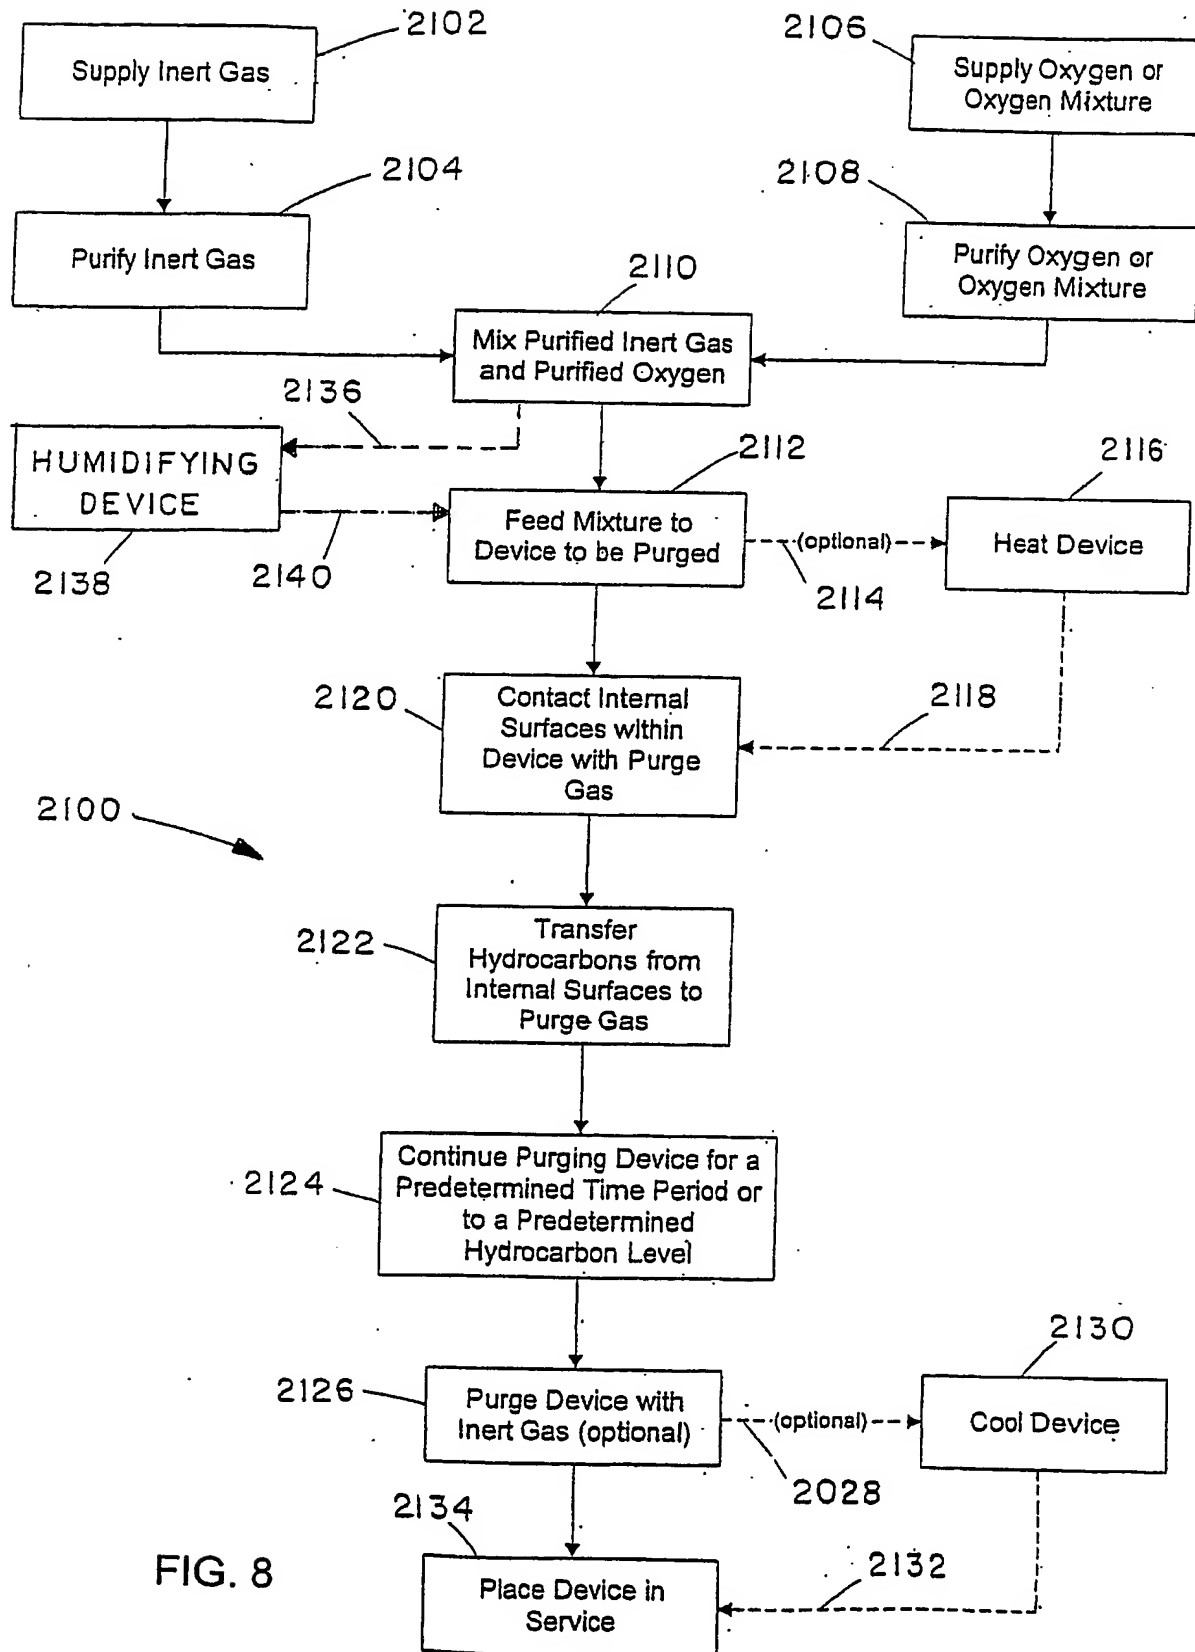 2102
2106
Supply Inert Gas
Supply Oxygen or
Oxygen Mixture
2104
2108
Purify Inert Gas
Purify Oxygen or
Oxygen Mixture
2110
Mix Purified Inert Gas
and Purified Oxygen
2136
HUMIDIFYING
DEVICE
2138
2140
2112
Feed Mixture to
Device to be Purged
(optional)
2114
2116
Heat Device
2118
2120
Contact Internal
Surfaces within
Device with Purge
Gas
2100
2122
Transfer
Hydrocarbons from
Internal Surfaces to
Purge Gas
2124
Continue Purging Device for a
Predetermined Time Period or
to a Predetermined
Hydrocarbon Level
2126
Purge Device with
Inert Gas (optional)
(optional)
2028
2130
Cool Device
2132
2134
Place Device in
Service
FIG. 8